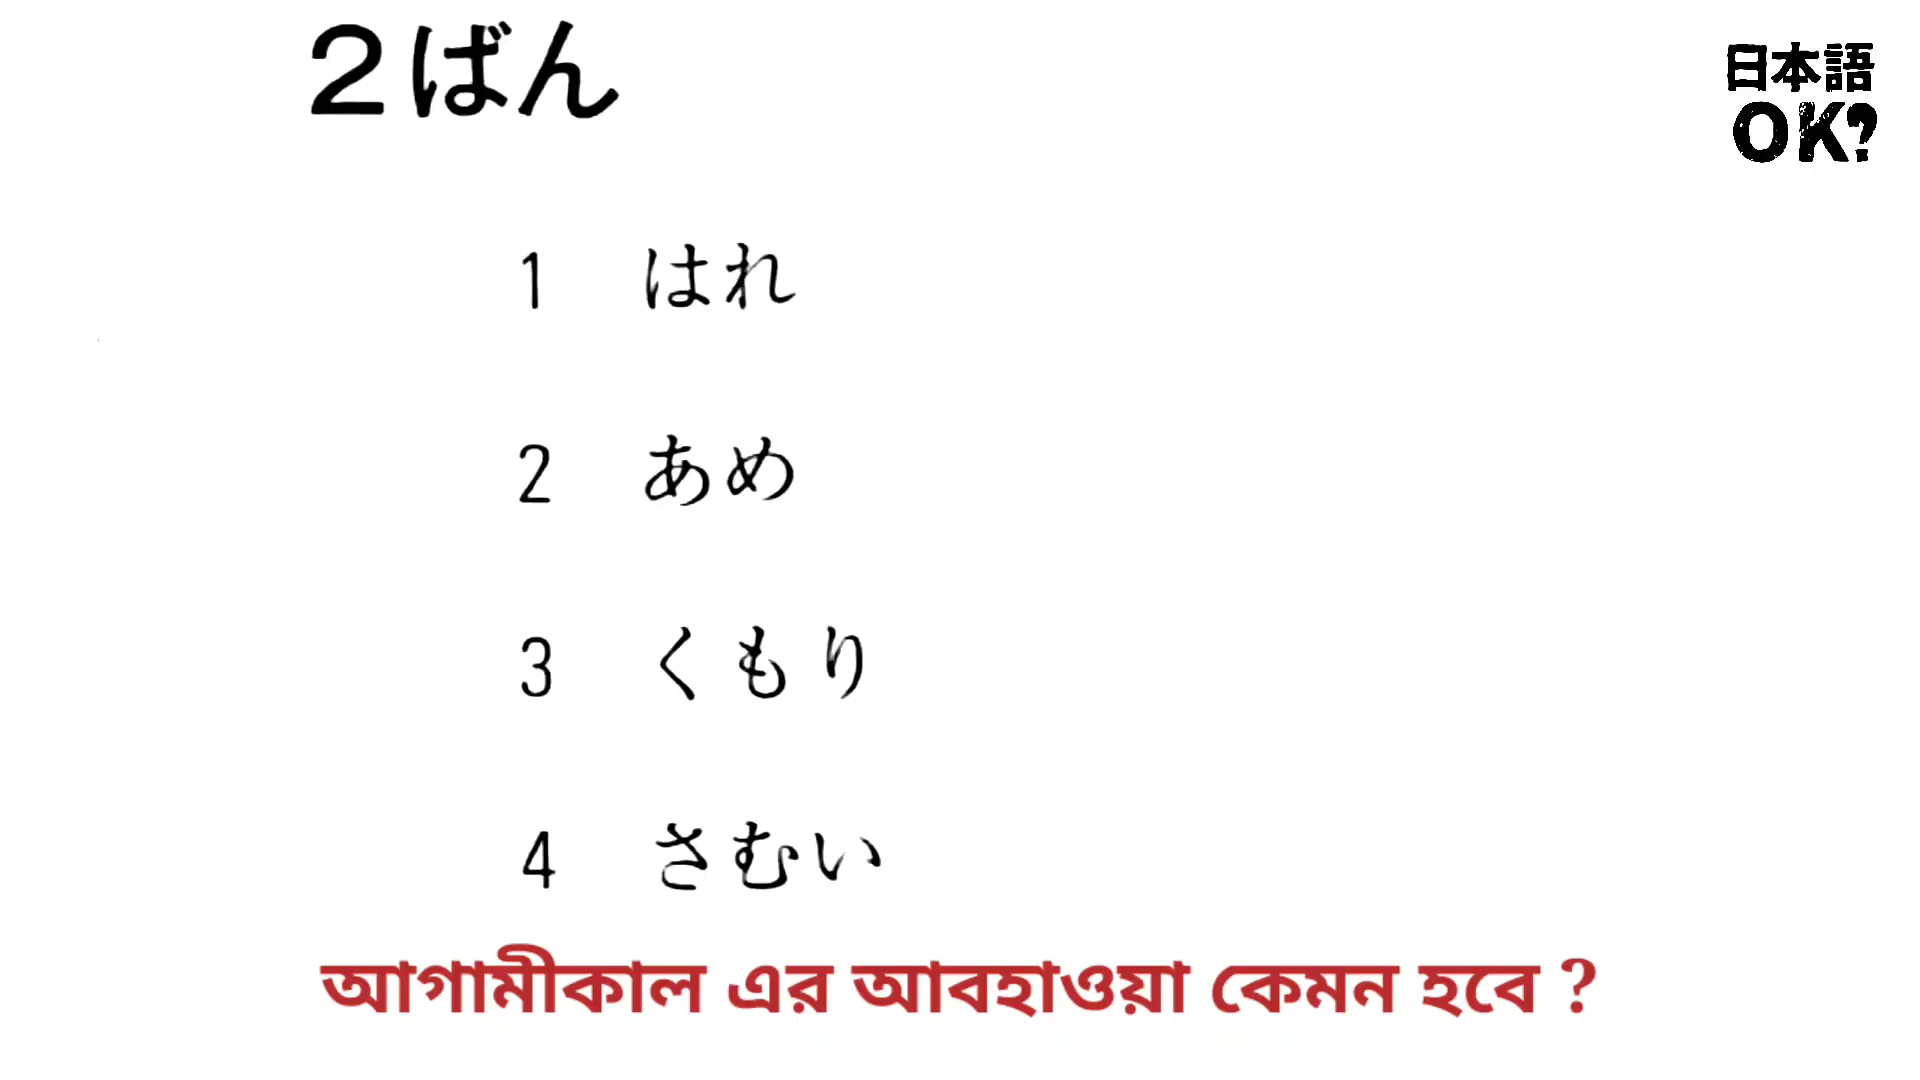 ２ばん
日本語
OK?
1 はれ
2 あめ
3 くもり
4 さむい
আগামীকাল এর আবহাওয়া কেমন হবে ?